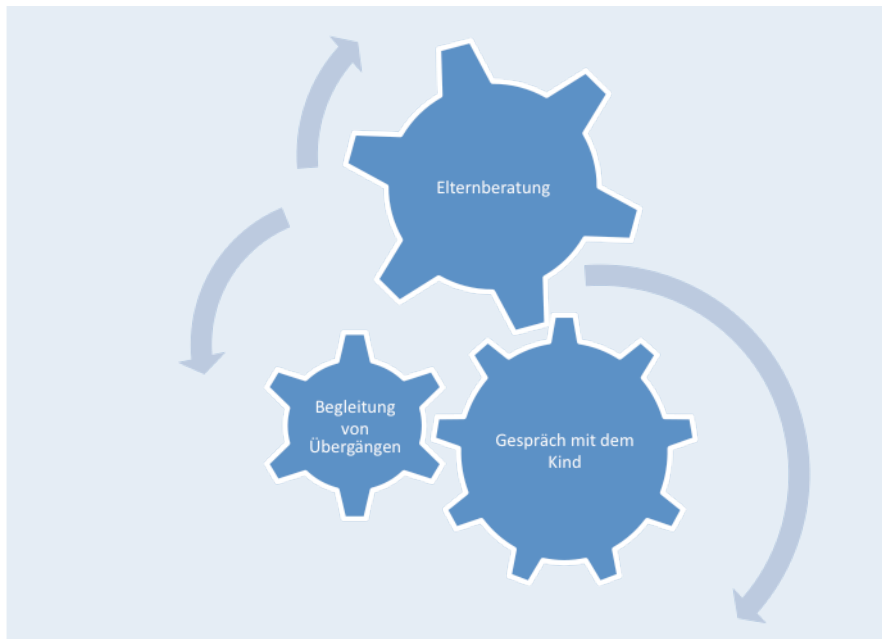 Elternberatung
Begleitung
von
Übergängen
Gespräch mit dem
Kind